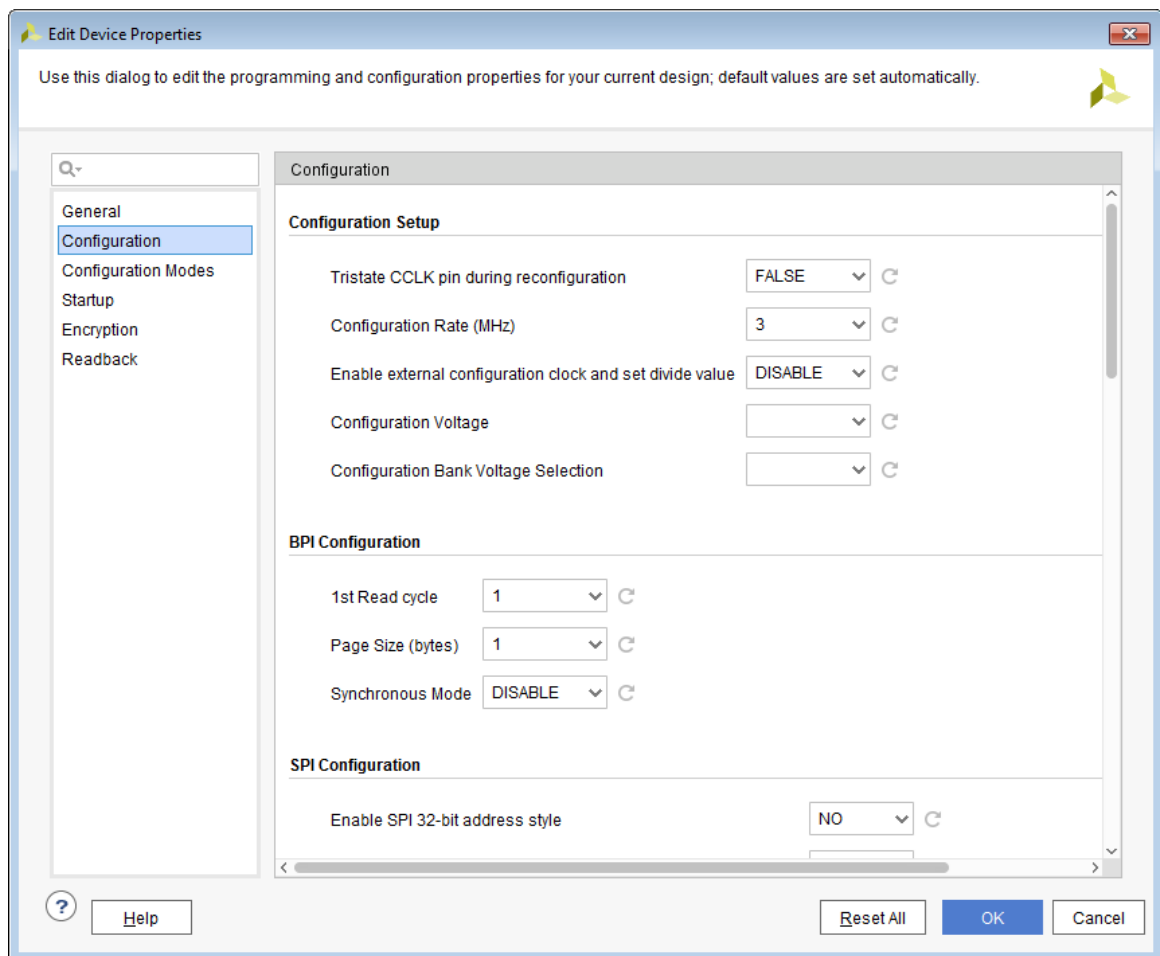 Edit Device Properties
Use this dialog to edit the programming and configuration properties for your current design; default values are set automatically.
General
Configuration
Configuration Modes
Startup
Encryption
Readback
Configuration
Configuration Setup
Tristate CCLK pin during reconfiguration FALSE
Configuration Rate (MHz) 3
Enable external configuration clock and set divide value DISABLE
Configuration Voltage
Configuration Bank Voltage Selection
BPI Configuration
1st Read cycle 1
Page Size (bytes) 1
Synchronous Mode DISABLE
SPI Configuration
Enable SPI 32-bit address style NO
? Help Reset All OK Cancel